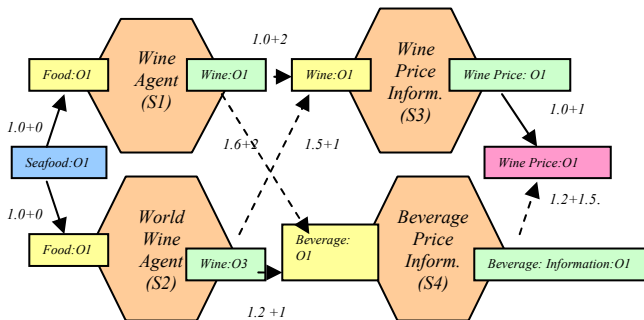 Wine
Agent
(S1)
1.0+2
Wine
Price
Inform.
(S3)
Food:O1
Wine:O1
Wine:O1
Wine Price: O1
1.0+0
1.6+2
1.5+1
1.0+1
Seafood:O1
Wine Price:O1
1.0+0
World
Wine
Agent
(S2)
Beverage
Price
Inform.
(S4)
1.2+1.5.
Food:O1
Wine:O3
Beverage:
O1
Beverage: Information:O1
1.2 +1